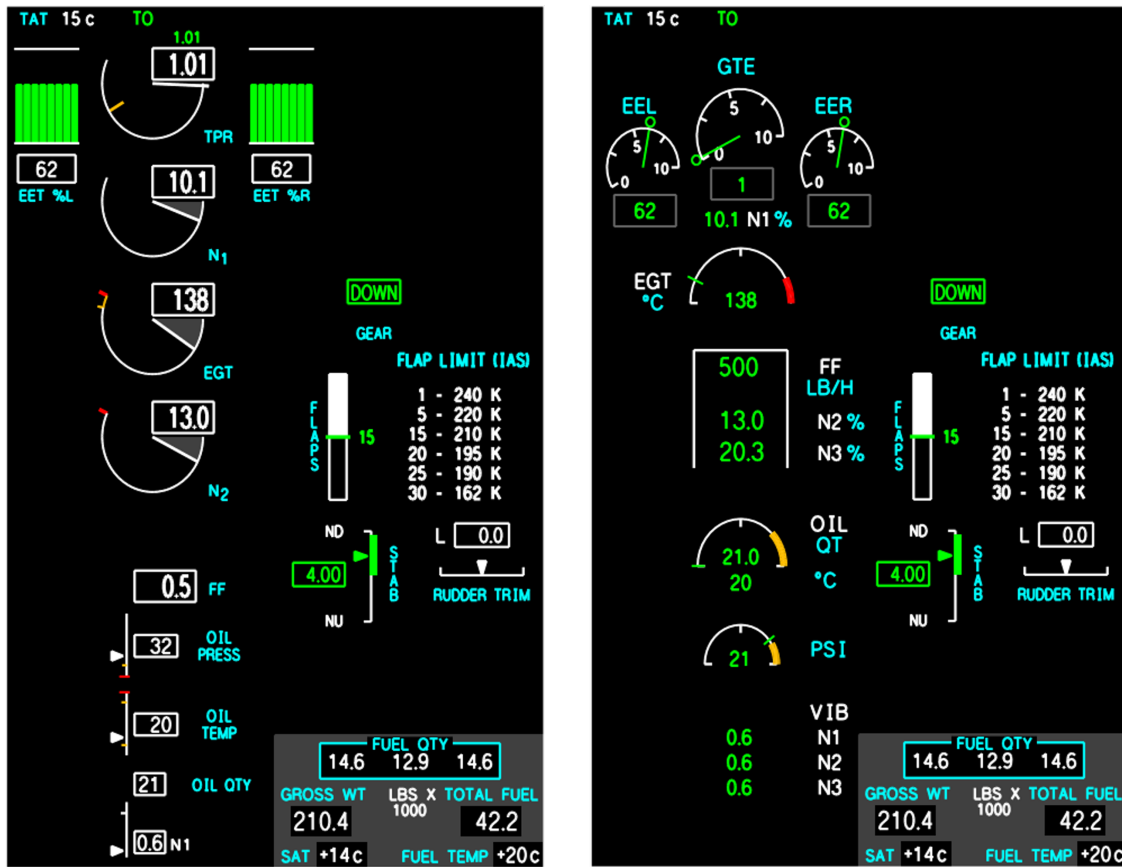 TAT 15 c TO
1.01
1.01
TPR
62
EET %L
62
EET %R
10.1
N1
138
EGT
13.0
N2
DOWN
GEAR
FLAP LIMIT (IAS)
1 - 240 K
5 - 220 K
15 - 210 K
20 - 195 K
25 - 190 K
30 - 162 K
FLAPS
15
ND
4.00
NU
STAB
L 0.0
RUDDER TRIM
0.5 FF
32 OIL PRESS
20 OIL TEMP
21 OIL QTY
0.6 N1
FUEL QTY
14.6 12.9 14.6
GROSS WT LBS X 1000 TOTAL FUEL
210.4 42.2
SAT +14c FUEL TEMP +20c
TAT 15 c TO
GTE
0 5 10
1
EEL
0 5 10
62
EER
0 5 10
62
10.1 N1 %
EGT °C
138
500 FF
LB/H
13.0 N2 %
20.3 N3 %
OIL
21.0 QT
20 °C
21 PSI
VIB
0.6 N1
0.6 N2
0.6 N3
DOWN
GEAR
FLAP LIMIT (IAS)
1 - 240 K
5 - 220 K
15 - 210 K
20 - 195 K
25 - 190 K
30 - 162 K
FLAPS
15
ND
4.00
NU
STAB
L 0.0
RUDDER TRIM
FUEL QTY
14.6 12.9 14.6
GROSS WT LBS X 1000 TOTAL FUEL
210.4 42.2
SAT +14c FUEL TEMP +20c